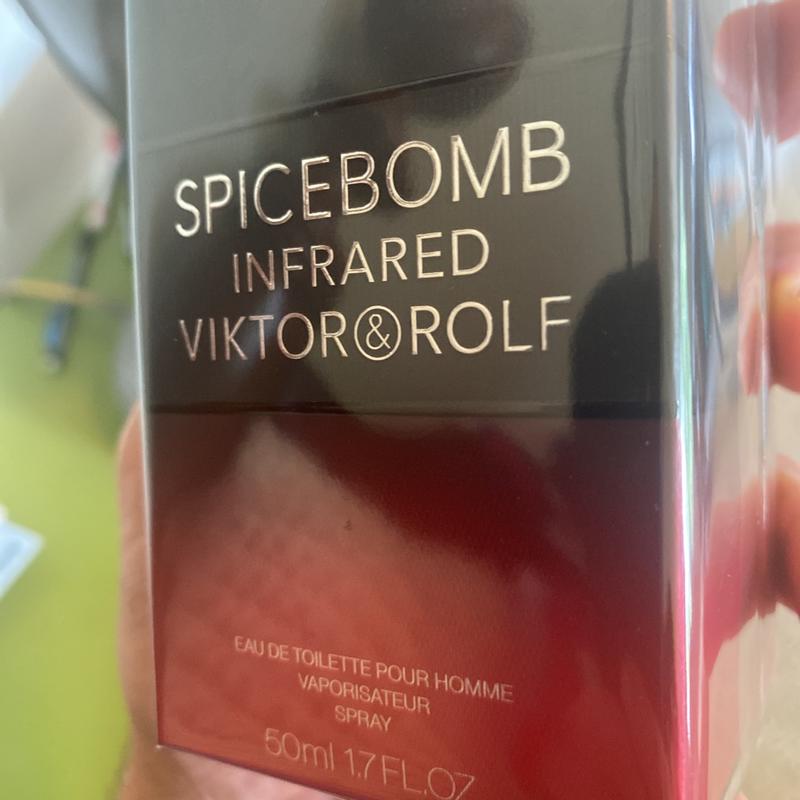 SPICEBOMB
INFRARED
VIKTOR&ROLF
EAU DE TOILETTE POUR HOMME
VAPORISATEUR
SPRAY
50ml 1.7 FL.OZ